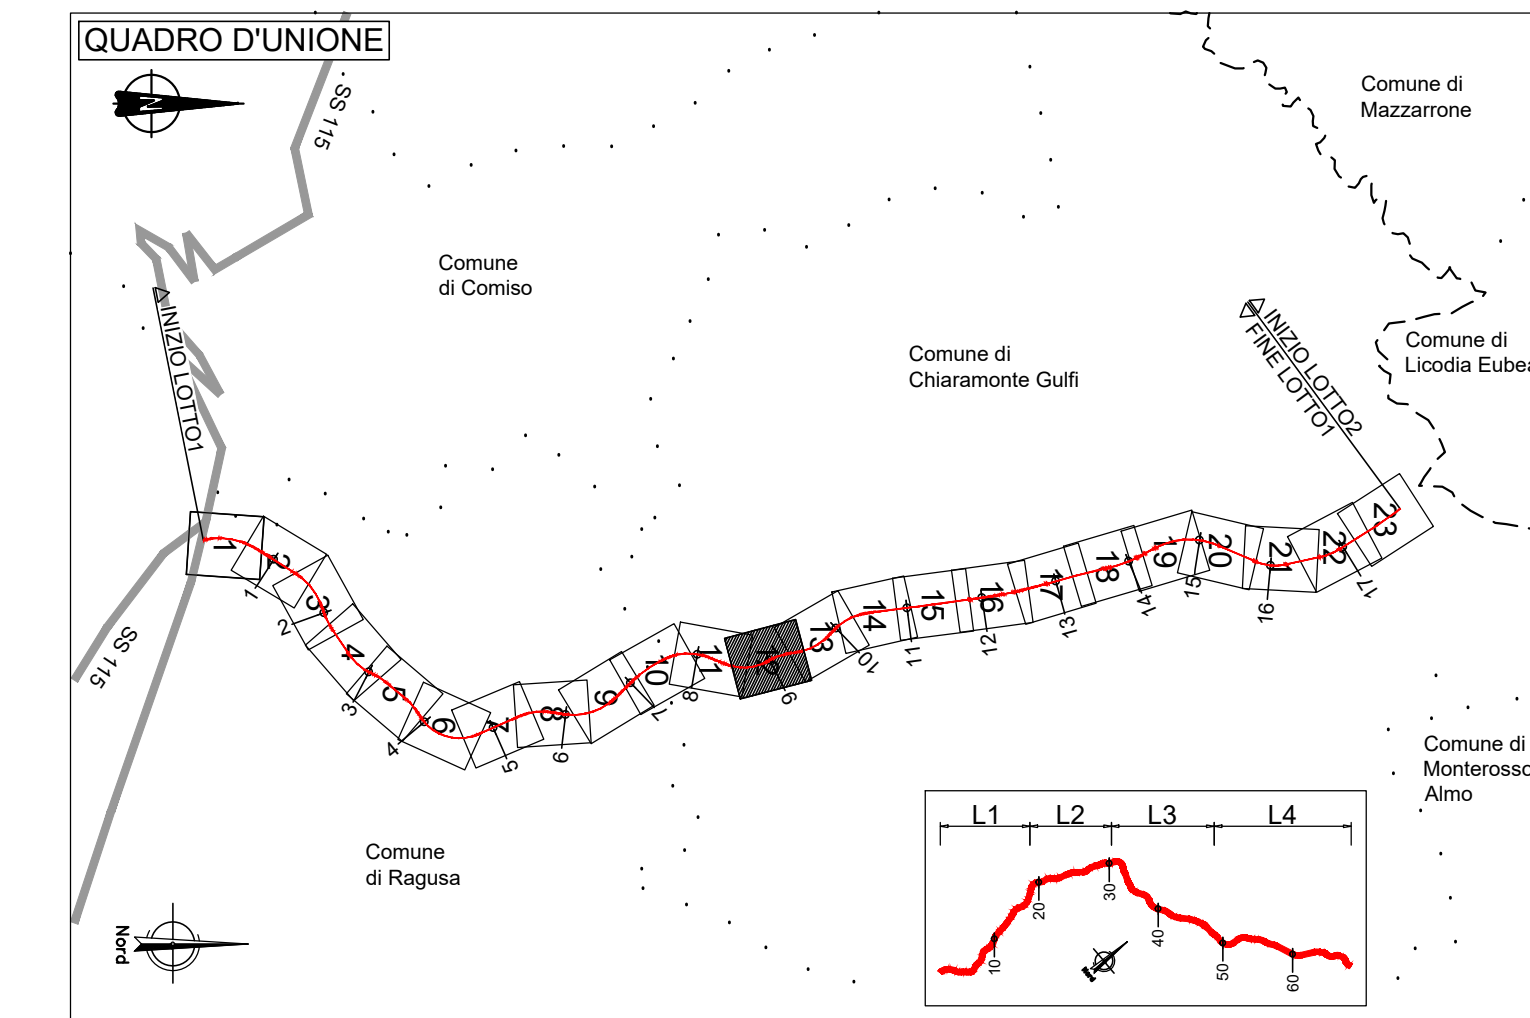 QUADRO D'UNIONE
N
SS 115
Comune di
Mazzarrone
Comune
di Comiso
INIZIO LOTTO1
Comune di
Chiaramonte Gulfi
INIZIO LOTTO2
FINE LOTTO1
Comune di
Licodia Eubea
1
2
3
4
5
6
7
8
9
10
11
12
13
14
15
16
17
18
19
20
21
22
23
1
2
3
4
5
6
7
8
9
10
11
12
13
14
15
16
17
SS 115
Comune
di Ragusa
Comune di
Monterosso
Almo
Nord
L1 L2 L3 L4
10
20
30
40
50
60
Nord